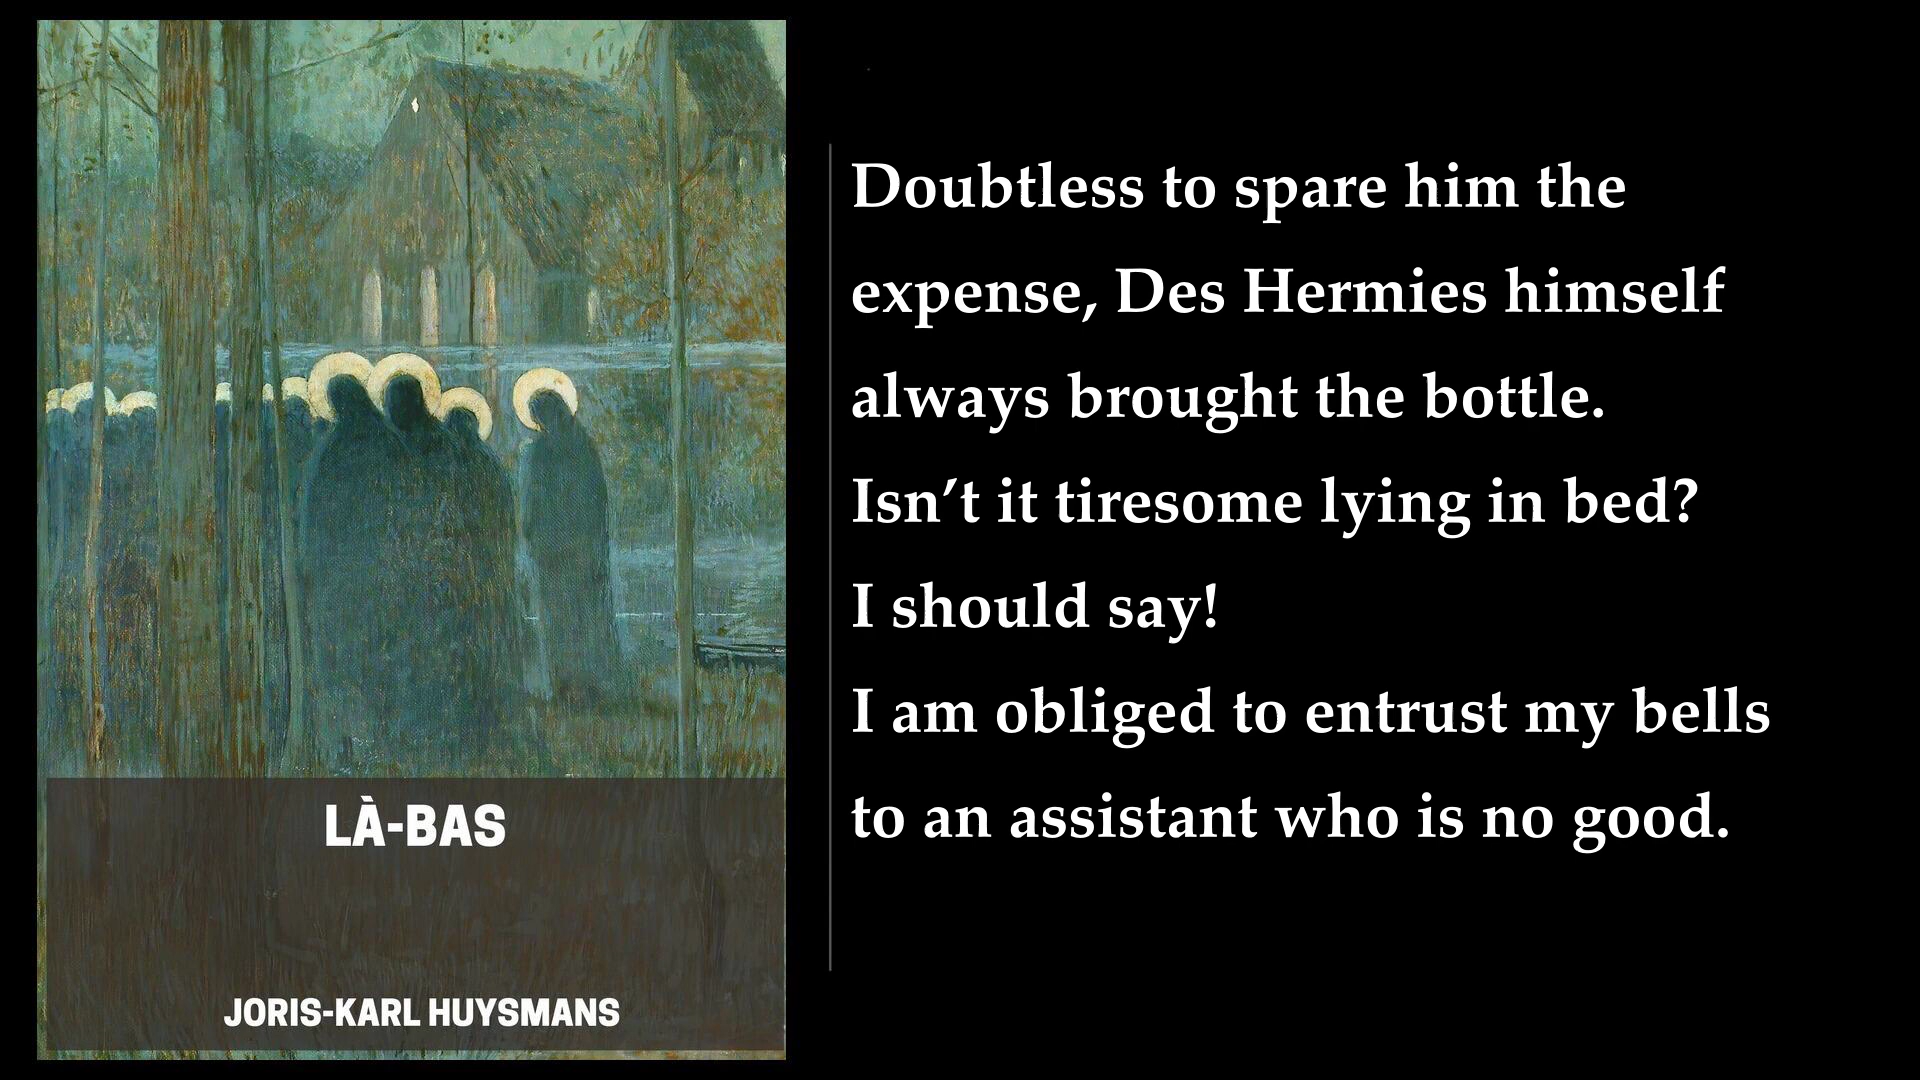 LÀ-BAS
JORIS-KARL HUYSMANS
Doubtless to spare him the
expense, Des Hermies himself
always brought the bottle.
Isn’t it tiresome lying in bed?
I should say!
I am obliged to entrust my bells
to an assistant who is no good.